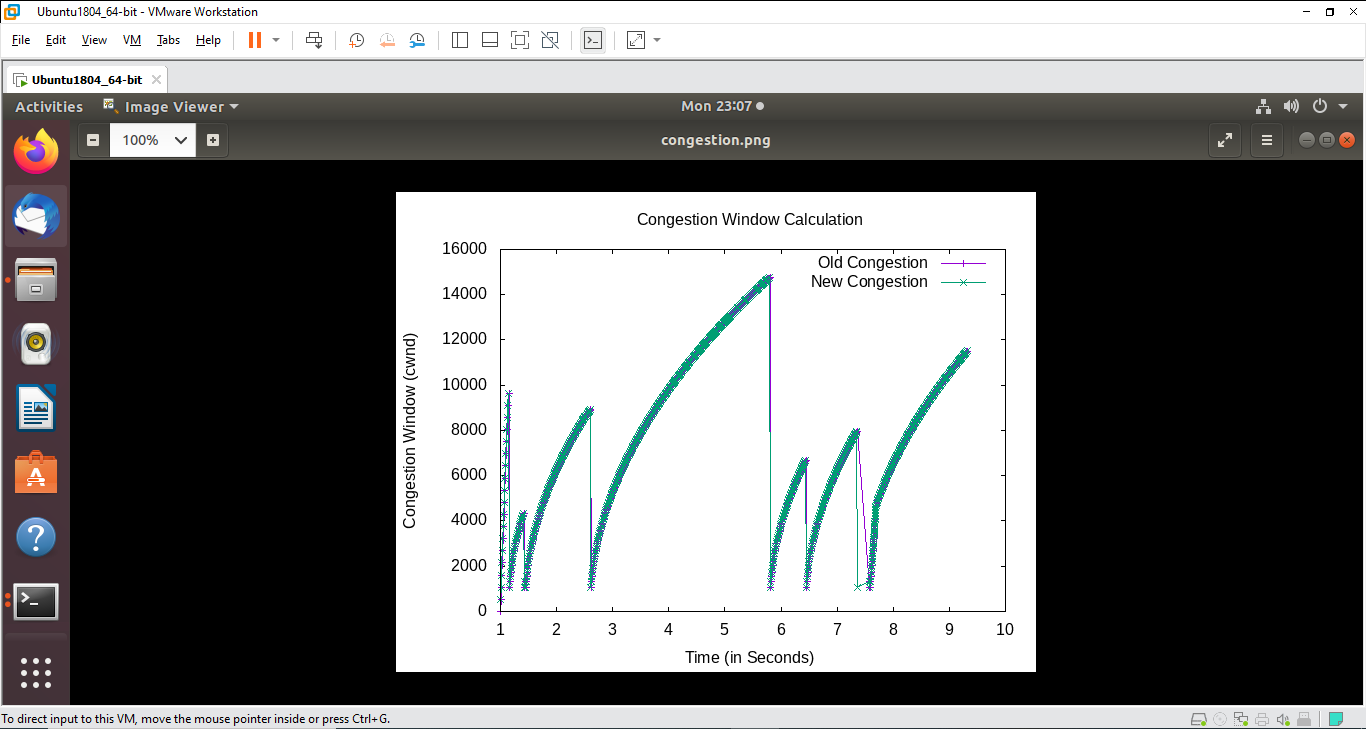 Ubuntu1804_64-bit - VMware Workstation
File Edit View VM Tabs Help
Ubuntu1804_64-bit
Activities Image Viewer Mon 23:07
100% congestion.png
Congestion Window Calculation
Old Congestion
New Congestion
Congestion Window (cwnd)
16000
14000
12000
10000
8000
6000
4000
2000
0
1 2 3 4 5 6 7 8 9 10
Time (in Seconds)
To direct input to this VM, move the mouse pointer inside or press Ctrl+G.